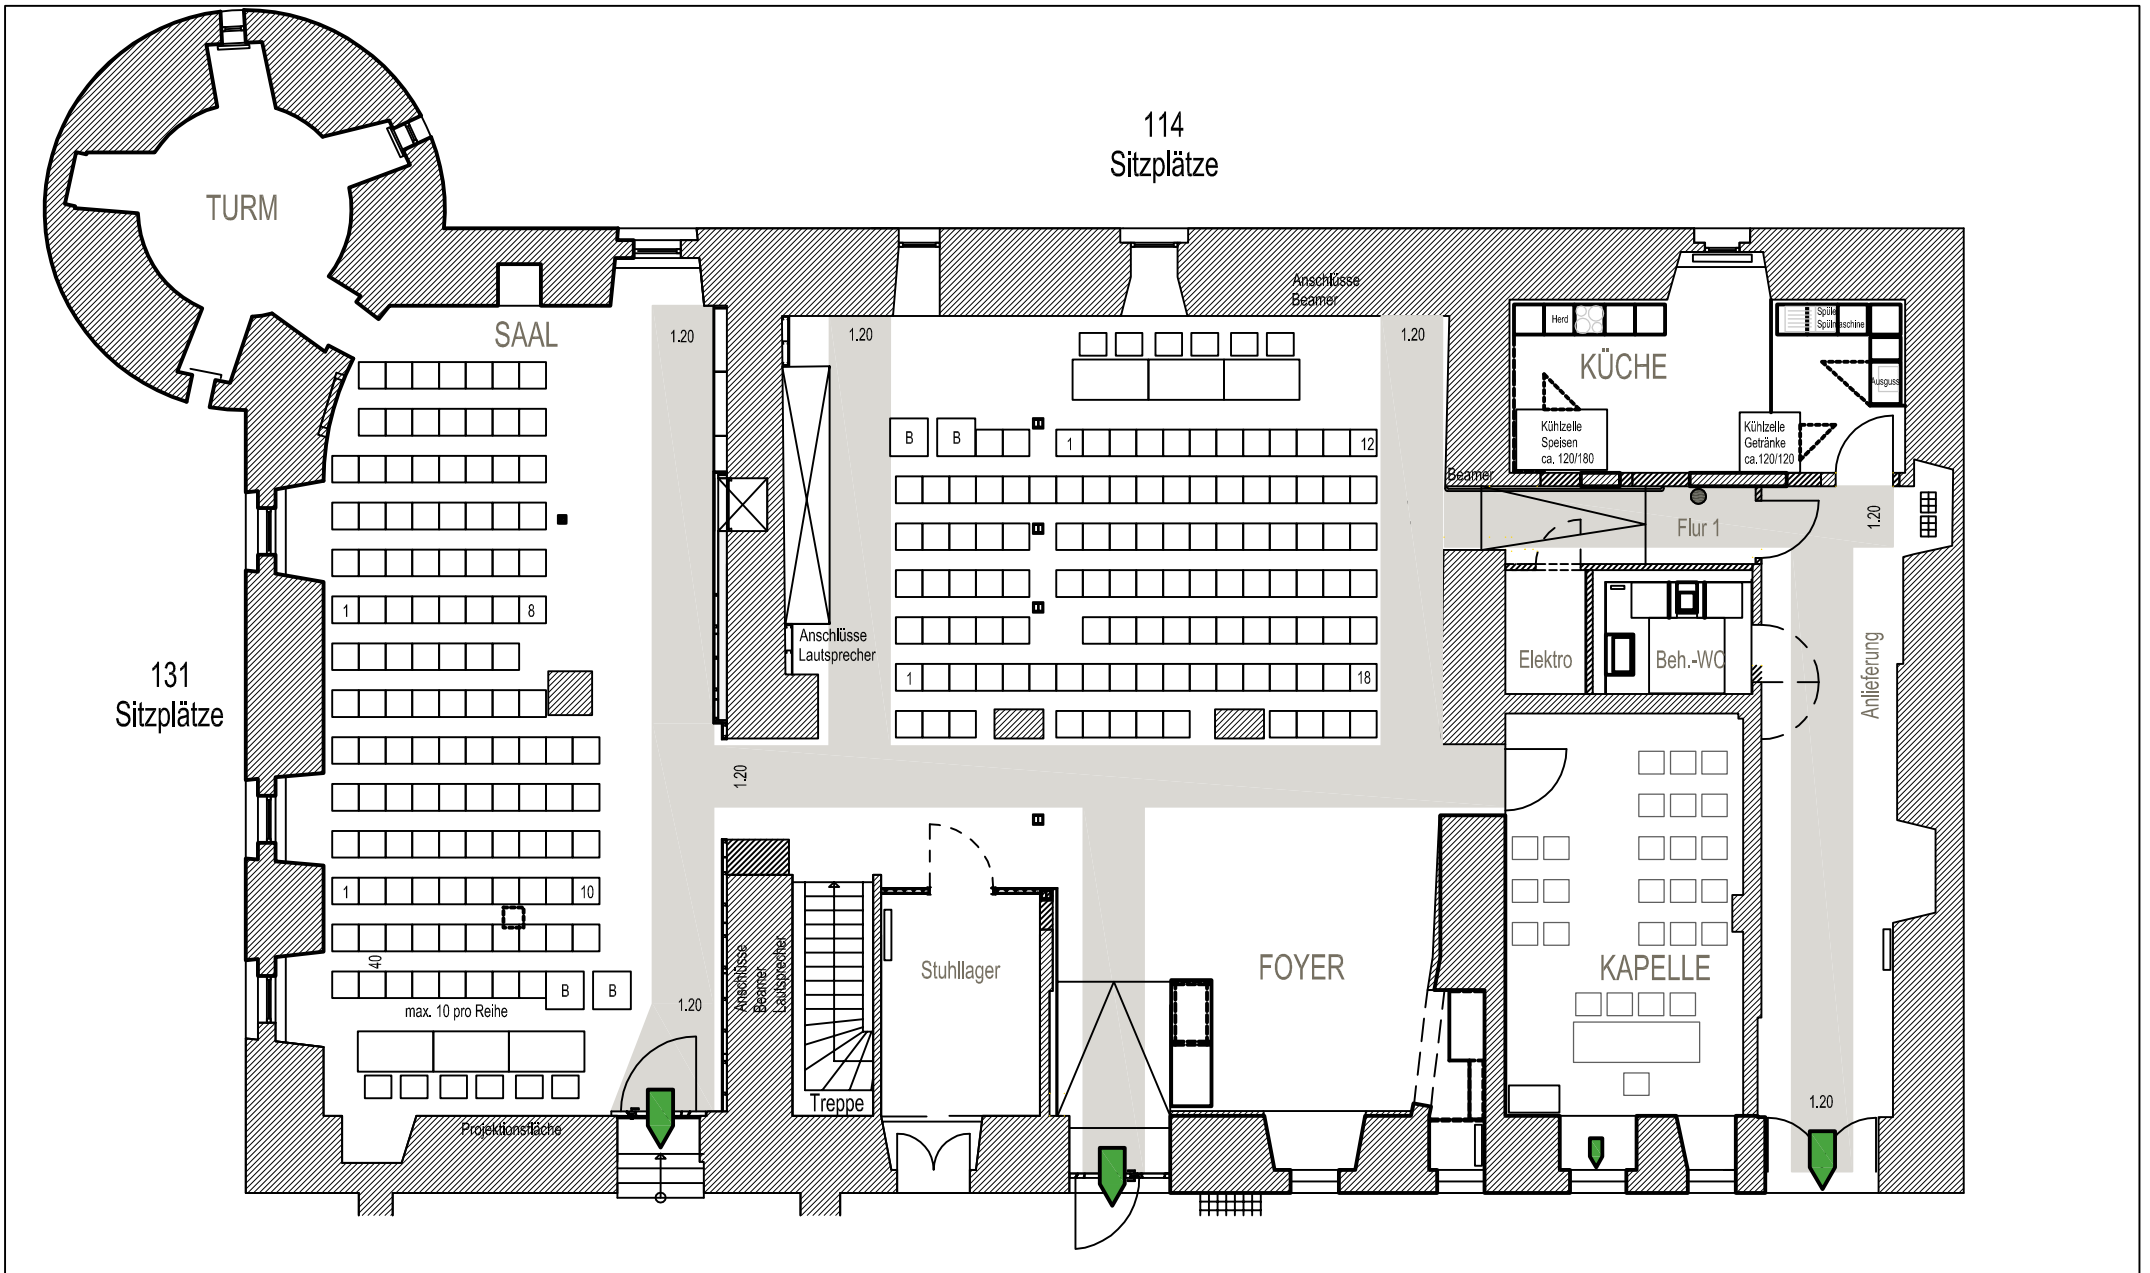 114
Sitzplätze
TURM
Anschlüsse
Beamer
SAAL
1.20
1.20
1.20
Herd
Spüle
Spülmaschine
KÜCHE
Ausguss
B
B
1
12
Kühlzelle
Speisen
ca. 120/180
Kühlzelle
Getränke
ca.120/120
Beamer
Flur 1
1.20
1
8
Anschlüsse
Lautsprecher
Elektro
Beh.-WC
Anlieferung
131
Sitzplätze
1
18
1.20
1
10
40
B
B
max. 10 pro Reihe
1.20
Anschlüsse
Beamer
Lautsprecher
Stuhllager
FOYER
KAPELLE
Treppe
1.20
Projektionsfläche